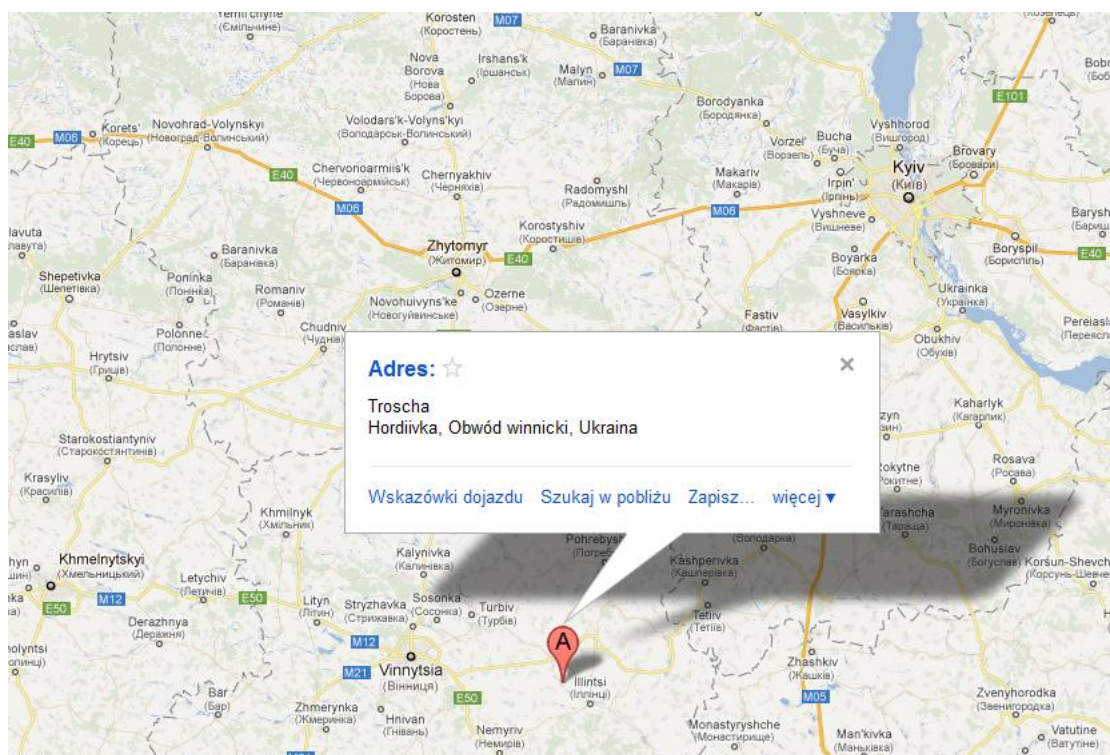 Yemil'chyne
(Ємільчине)
Korosten
(Коростень)
M07
Baranivka
(Баранівка)
Nova
Borova
(Нова
Борова)
Irshans'k
(Іршанськ)
Malyn
(Малин)
M07
E101
Borodyanka
(Бородянка)
Korets'
(Корець)
E40
M06
Novohrad-Volynskyi
(Новоград-Волинський)
Volodars'k-Volyns'kyi
(Володарськ-Волинський)
Vorzel'
(Ворзель)
Bucha
(Буча)
Vyshhorod
(Вишгород)
Brovary
(Бровари)
E40
Chervonoarmiis'k
(Червоноармійськ)
Chernyakhiv
(Черняхів)
Radomyshl
(Радомишль)
Makariv
(Макарів)
Irpin'
(Ірпінь)
Kyiv
(Київ)
M06
M06
Vyshneve
(Вишневе)
Korostyshiv
(Коростишів)
Baranivka
(Баранівка)
Zhytomyr
(Житомир)
E40
Boyarka
(Боярка)
Boryspil
(Бориспіль)
E40
Shepetivka
(Шепетівка)
Poninka
(Понінка)
Romaniv
(Романів)
Novohuivyns'ke
(Новогуйвинське)
Ozerne
(Озерне)
Ukrainka
(Українка)
Polonne
(Полонне)
Chudniv
(Чуднів)
Fastiv
(Фастів)
Vasylkiv
(Васильків)
Obukhiv
(Обухів)
Hrytsiv
(Гриців)
Adres:
Troscha
Hordiivka, Obwód winnicki, Ukraina
Wskazówki dojazdu Szukaj w pobliżu Zapisz... więcej
Kaharlyk
(Кагарлик)
Starokostiantyniv
(Старокостянтинів)
Rosava
(Росава)
Krasyliv
(Красилів)
Khmilnyk
(Хмільник)
Tarashcha
(Тараща)
Myronivka
(Миронівка)
Kalynivka
(Калинівка)
Volodarka
(Володарка)
Bohuslav
(Богуслав)
Khmelnytskyi
(Хмельницький)
Kashperivka
(Кашперівка)
E50
M12
Letychiv
(Летичів)
E50
Lityn
(Літин)
Stryzhavka
(Стрижавка)
Sosonka
(Сосонка)
Turbiv
(Турбів)
Tetiiv
(Тетіїв)
Derazhnya
(Деражня)
M12
A
Vinnytsia
(Вінниця)
M21
E50
Illintsi
(Іллінці)
Zhashkiv
(Жашків)
M05
Bar
(Бар)
Zhmerynka
(Жмеринка)
Hnivan
(Гнівань)
Nemyriv
(Немирів)
Monastyryshche
(Монастирище)
Man'kivka
(Маньківка)
Zvenyhorodka
(Звенигородка)
Vatutine
(Ватутіне)